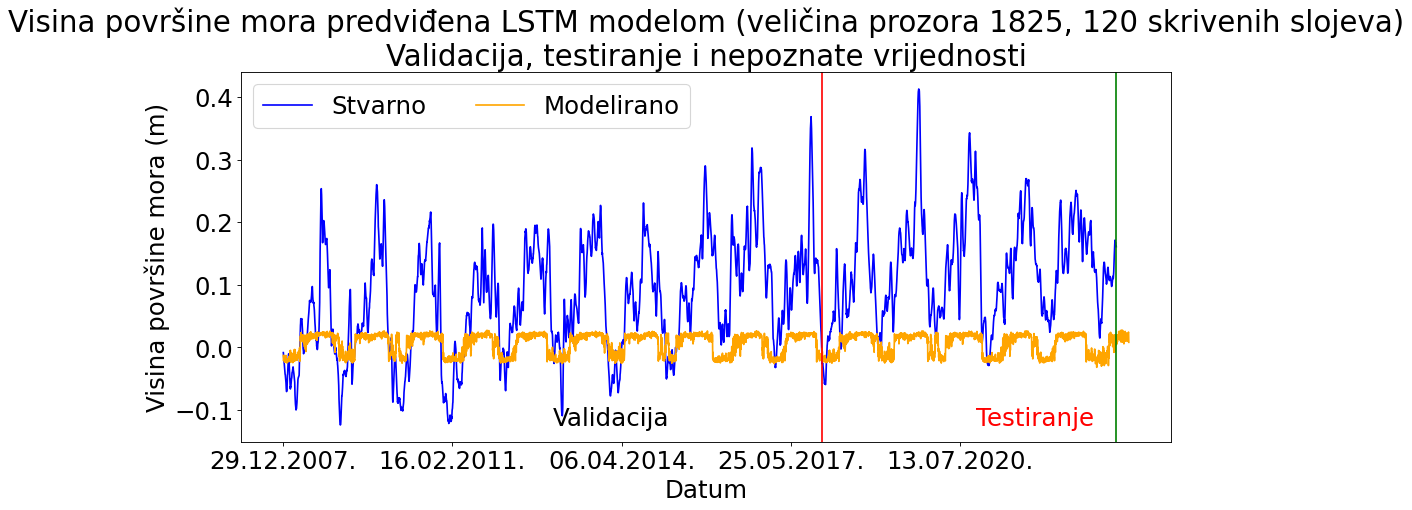 Visina površine mora predviđena LSTM modelom (veličina prozora 1825, 120 skrivenih slojeva)
Validacija, testiranje i nepoznate vrijednosti
Stvarno
Modelirano
Visina površine mora (m)
0.4
0.3
0.2
0.1
0.0
−0.1
Validacija
Testiranje
29.12.2007.
16.02.2011.
06.04.2014.
25.05.2017.
13.07.2020.
Datum